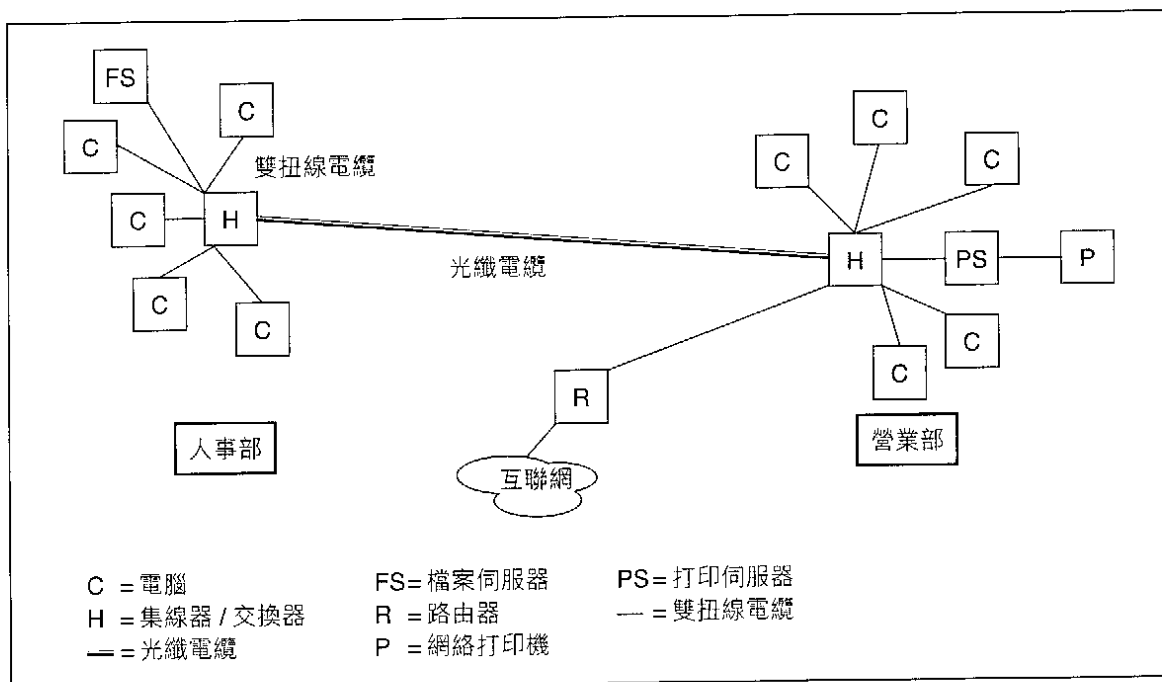 FS
C
C
雙扭線電纜
C
H
C
C
光纖電纜
C
C
C
H
PS
P
C
C
R
人事部
營業部
互聯網
C = 電腦
FS= 檔案伺服器
PS= 打印伺服器
H = 集線器 / 交換器
R = 路由器
— = 雙扭線電纜
= 光纖電纜
P = 網絡打印機